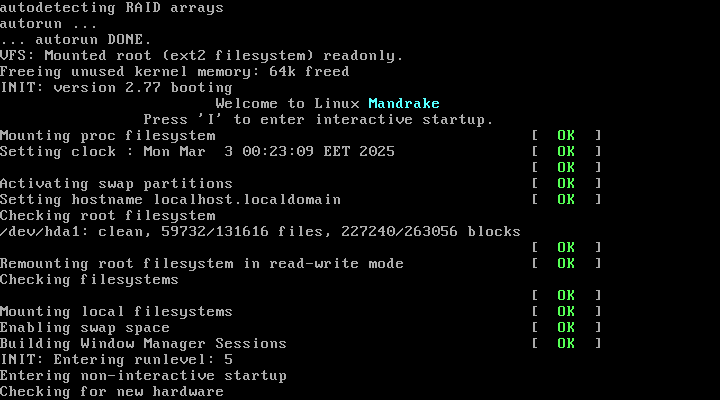 autodetecting RAID arrays
autorun ...
... autorun DONE.
VFS: Mounted root (ext2 filesystem) readonly.
Freeing unused kernel memory: 64k freed
INIT: version 2.77 booting
Welcome to Linux Mandrake
Press 'I' to enter interactive startup.
Mounting proc filesystem [ OK ]
Setting clock : Mon Mar  3 00:23:09 EET 2025 [ OK ]
[ OK ]
Activating swap partitions [ OK ]
Setting hostname localhost.localdomain [ OK ]
Checking root filesystem
/dev/hda1: clean, 59732/131616 files, 227240/263056 blocks
[ OK ]
Remounting root filesystem in read-write mode [ OK ]
Checking filesystems
[ OK ]
Mounting local filesystems [ OK ]
Enabling swap space [ OK ]
Building Window Manager Sessions [ OK ]
INIT: Entering runlevel: 5
Entering non-interactive startup
Checking for new hardware